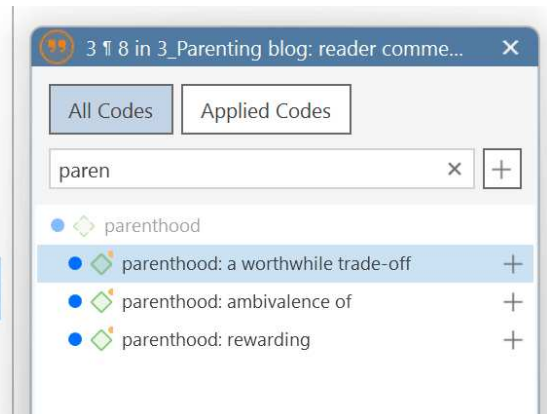 3 ¶ 8 in 3_Parenting blog: reader comme...
All Codes Applied Codes
paren
parenthood
parenthood: a worthwhile trade-off
parenthood: ambivalence of
parenthood: rewarding